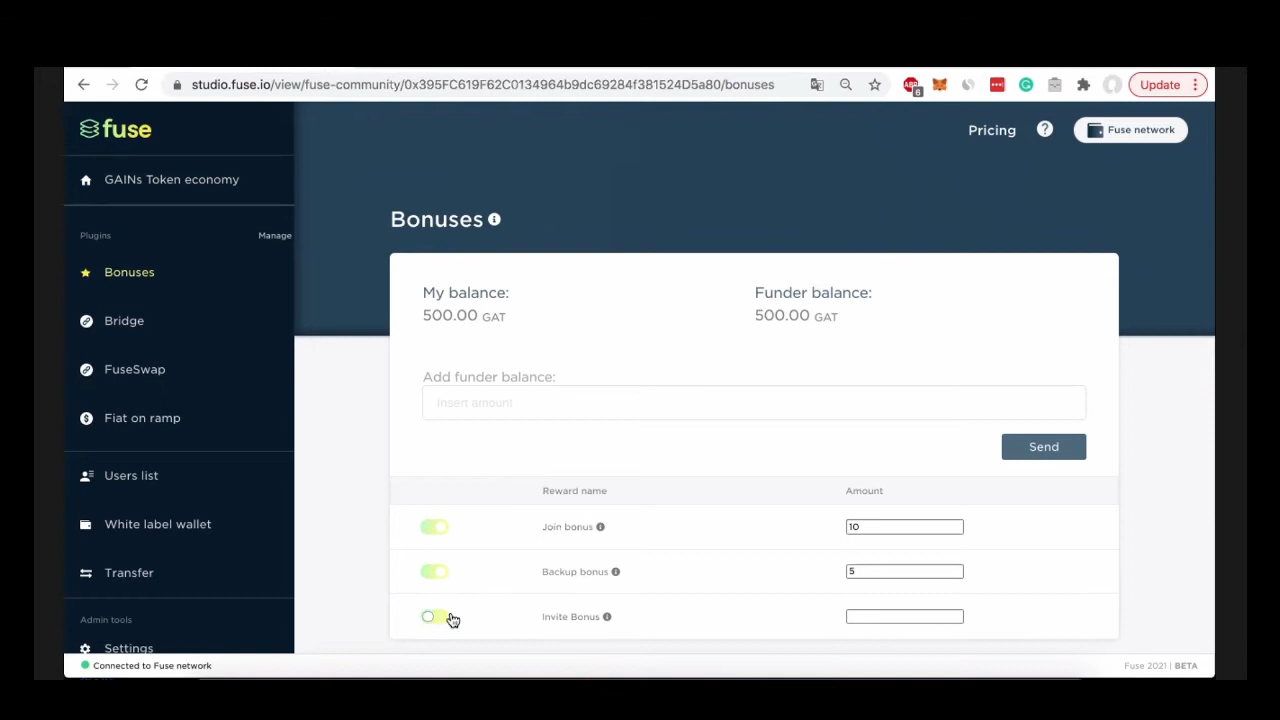 studio.fuse.io/view/fuse-community/0x395FC619F62C0134964b9dc69284f381524D5a80/bonuses
6
Update
fuse
Pricing
?
Fuse network
GAINs Token economy
Plugins
Manage
Bonuses
Bridge
FuseSwap
Fiat on ramp
Users list
White label wallet
Transfer
Admin tools
Settings
Bonuses
My balance:
500.00 GAT
Funder balance:
500.00 GAT
Add funder balance:
Insert amount
Send
Reward name
Amount
Join bonus
10
Backup bonus
5
Invite Bonus
Connected to Fuse network
Fuse 2021 | BETA